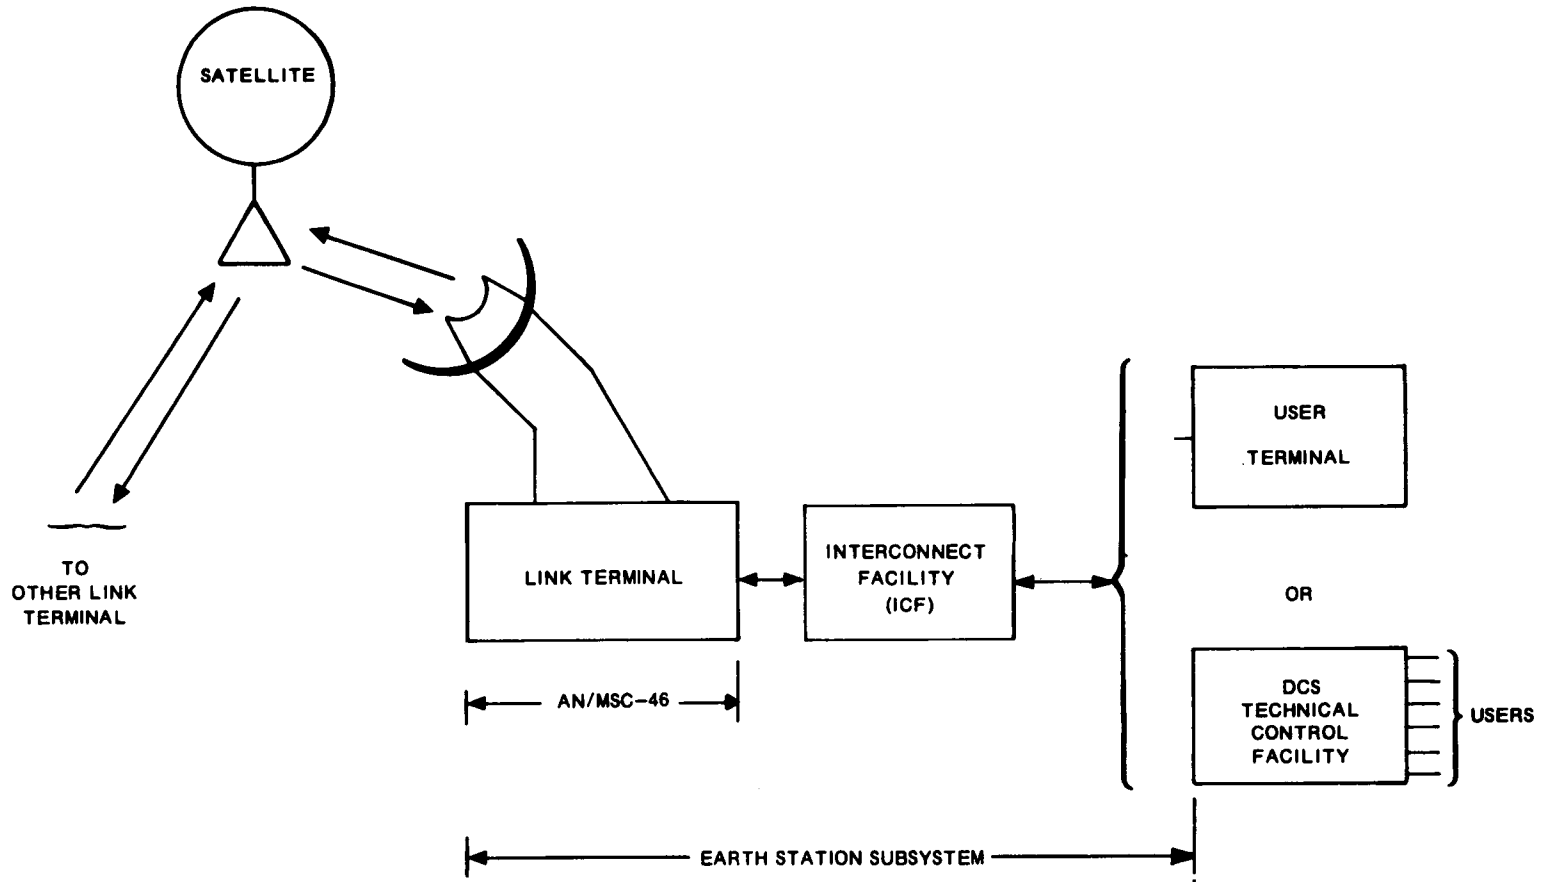 SATELLITE
TO
OTHER LINK
TERMINAL
LINK TERMINAL
AN/MSC-46
INTERCONNECT
FACILITY
(ICF)
USER
TERMINAL
OR
DCS
TECHNICAL
CONTROL
FACILITY
USERS
EARTH STATION SUBSYSTEM